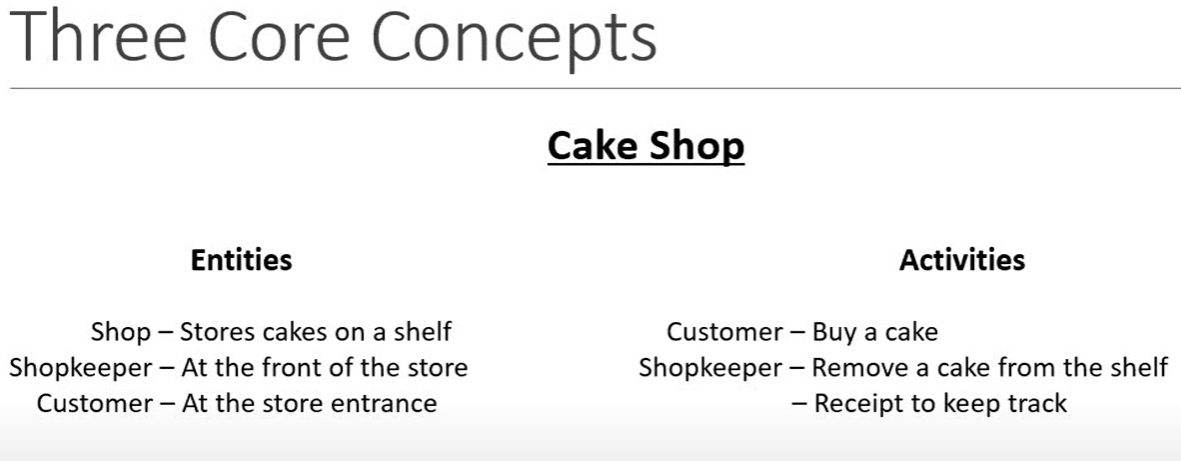 Three Core Concepts
Cake Shop
Entities
Shop – Stores cakes on a shelf
Shopkeeper – At the front of the store
Customer – At the store entrance
Activities
Customer – Buy a cake
Shopkeeper – Remove a cake from the shelf
– Receipt to keep track